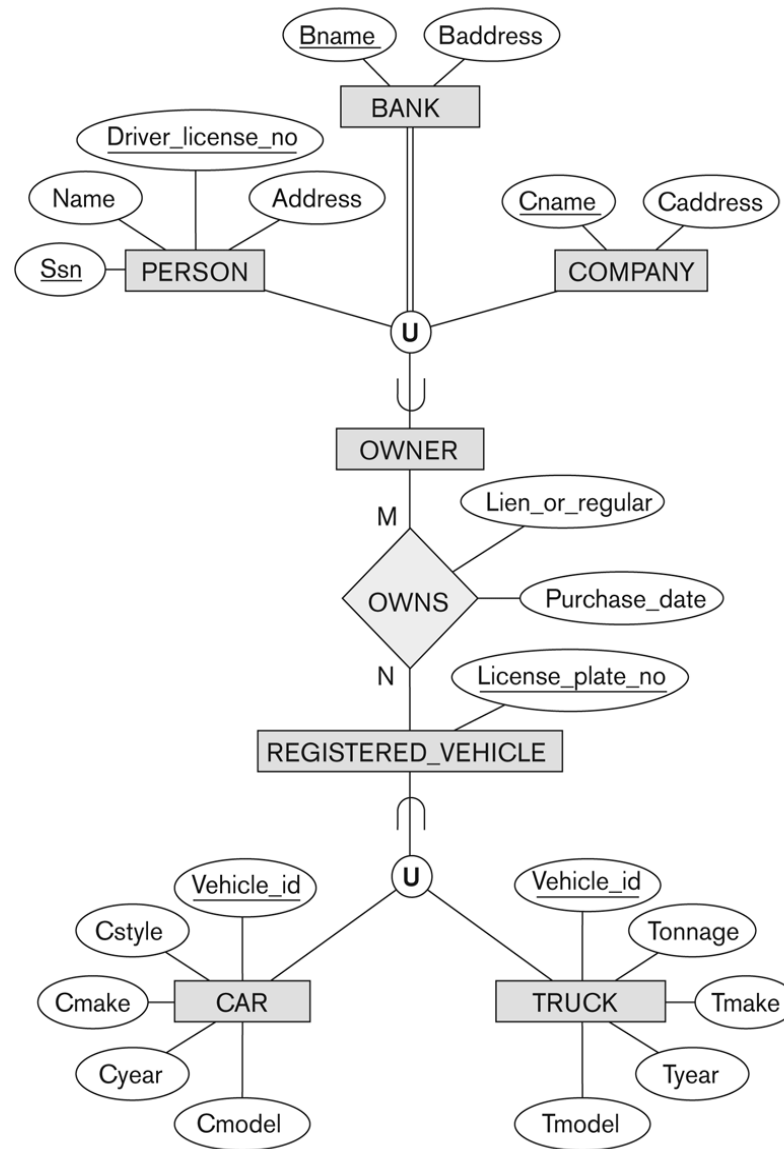 Bname
Baddress
BANK
Driver_license_no
Name
Address
Cname
Caddress
Ssn
PERSON
COMPANY
U
OWNER
M
Lien_or_regular
OWNS
Purchase_date
N
License_plate_no
REGISTERED_VEHICLE
U
Vehicle_id
Vehicle_id
Cstyle
Tonnage
Cmake
CAR
TRUCK
Tmake
Cyear
Tyear
Cmodel
Tmodel